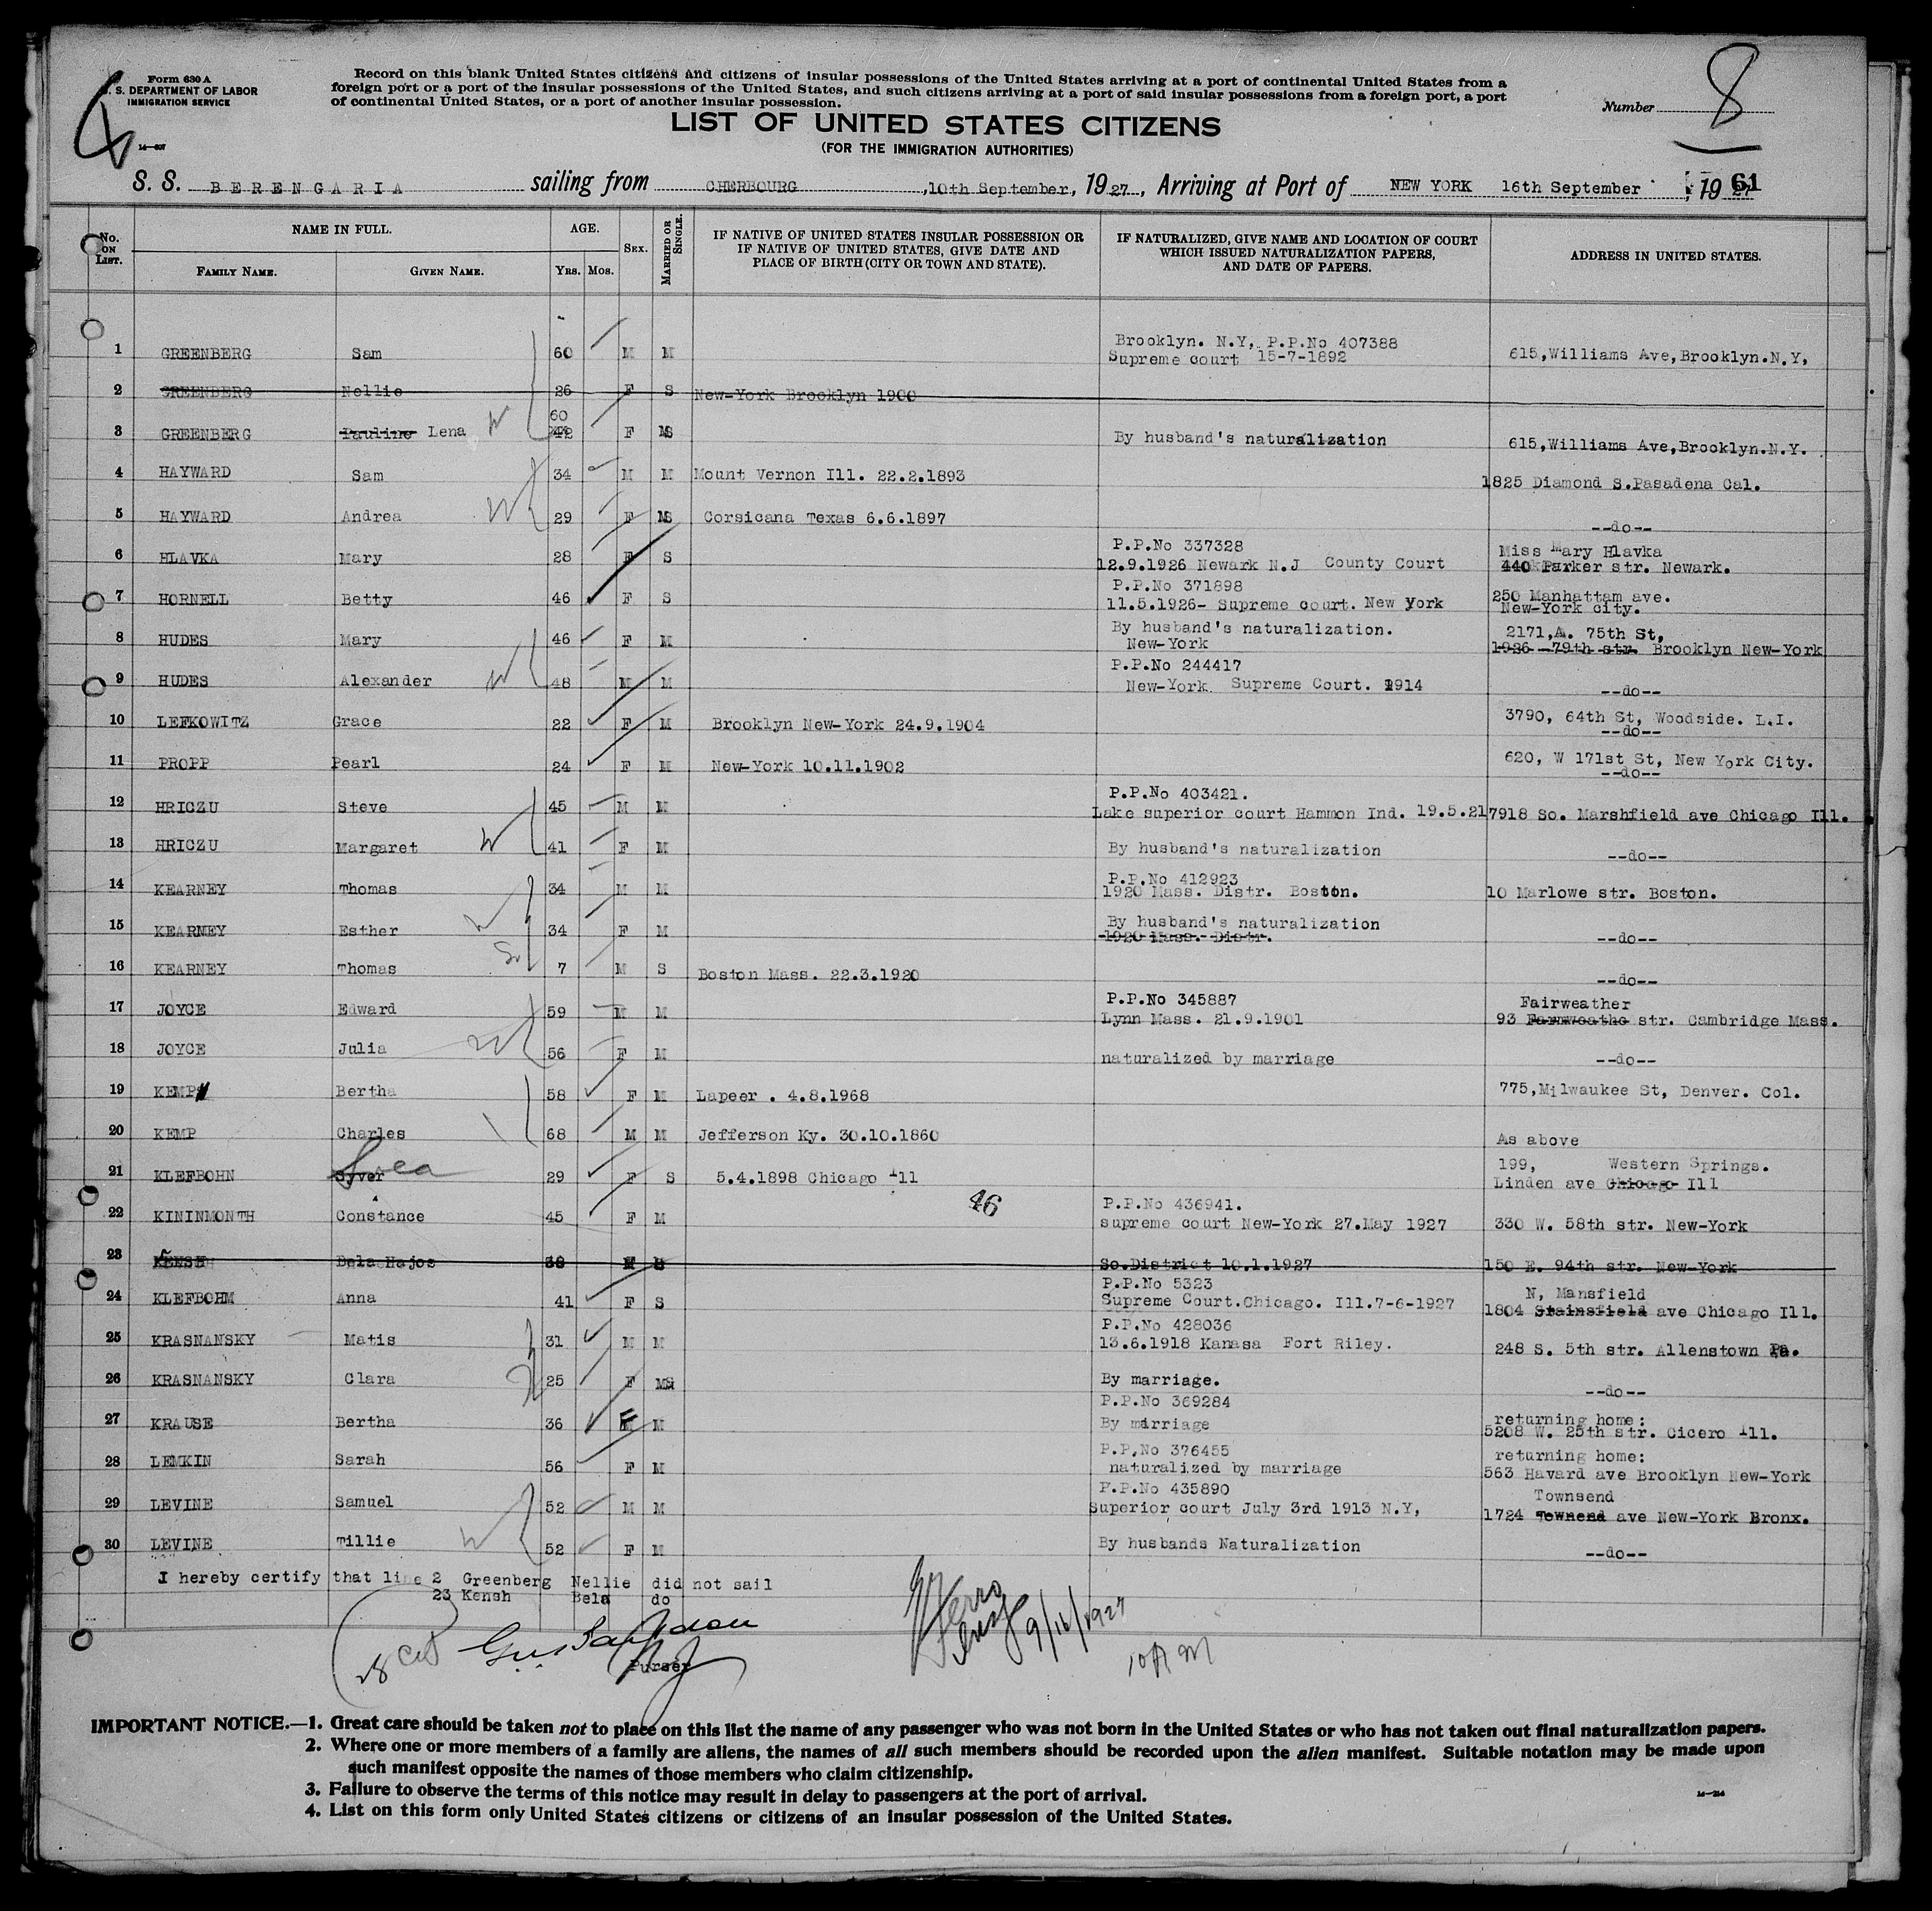 Form 630 A
S. DEPARTMENT OF LABOR
IMMIGRATION SERVICE
14—607
Record on this blank United States citizens and citizens of insular possessions of the United States arriving at a port of continental United States from a
foreign port or a port of the insular possessions of the United States, and such citizens arriving at a port of said insular possessions from a foreign port, a port
of continental United States, or a port of another insular possession.
Number 8
LIST OF UNITED STATES CITIZENS
(FOR THE IMMIGRATION AUTHORITIES)
S. S. BERENGARIA sailing from CHERBOURG ,10th September, 1927, Arriving at Port of NEW YORK 16th September , 19 61
No. on List. NAME IN FULL. AGE. Sex. Married or Single. IF NATIVE OF UNITED STATES INSULAR POSSESSION OR IF NATIVE OF UNITED STATES, GIVE DATE AND PLACE OF BIRTH (CITY OR TOWN AND STATE). IF NATURALIZED, GIVE NAME AND LOCATION OF COURT WHICH ISSUED NATURALIZATION PAPERS, AND DATE OF PAPERS. ADDRESS IN UNITED STATES.
Family Name. Given Name. Yrs. Mos.
1 GREENBERG Sam 60 M M Brooklyn. N.Y, P.P.No 407388 Supreme court 15-7-1892 615,Williams Ave,Brooklyn.N.Y,
2 GREENBERG Nellie 26 F S New-York Brooklyn 1900
3 GREENBERG Pauline Lena 60 42 F MS By husband's naturalization 615,Williams Ave,Brooklyn.N.Y.
4 HAYWARD Sam 34 M M Mount Vernon Ill. 22.2.1893 1825 Diamond S.Pasadena Cal.
5 HAYWARD Andrea 29 F MS Corsicana Texas 6.6.1897 --do--
6 HLAVKA Mary 28 F S P.P.No 337328 12.9.1926 Newark N.J County Court Miss Mary Hlavka 440 Parker str. Newark.
7 HORNELL Betty 46 F S P.P.No 371898 11.5.1926- Supreme court. New York 250 Manhattam ave. New-York city.
8 HUDES Mary 46 F M By husband's naturalization. New-York 2171,A. 75th St, 1926 -79th str. Brooklyn New-York
9 HUDES Alexander 48 M M P.P.No 244417 New-York Supreme Court. 1914 --do--
10 LEFKOWITZ Grace 22 F M Brooklyn New-York 24.9.1904 3790, 64th St, Woodside. L.I. --do--
11 PROPP Pearl 24 F M New-York 10.11.1902 620, W 171st St, New York City. --do--
12 HRICZU Steve 45 M M P.P.No 403421. Lake superior court Hammon Ind. 19.5.21 7918 So. Marshfield ave Chicago Ill.
13 HRICZU Margaret 41 F M By husband's naturalization --do--
14 KEARNEY Thomas 34 M M P.P.No 412923 1920 Mass. Distr. Boston. 10 Marlowe str. Boston.
15 KEARNEY Esther 34 F M By husband's naturalization 1920 Mass. Distr. --do--
16 KEARNEY Thomas 7 M S Boston Mass. 22.3.1920 --do--
17 JOYCE Edward 59 M M P.P.No 345887 Lynn Mass. 21.9.1901 Fairweather 93 Farmweathe str. Cambridge Mass.
18 JOYCE Julia 56 F M naturalized by marriage --do--
19 KEMP Bertha 58 F M Lapeer . 4.8.1968 775,Milwaukee St, Denver. Col.
20 KEMP Charles 68 M M Jefferson Ky. 30.10.1860 As above
21 KLEFBOHN Syver 29 F S 5.4.1898 Chicago Ill 199, Western Springs. Linden ave Chicago Ill
46
22 KININMONTH Constance 45 F M P.P.No 436941. supreme court New-York 27.May 1927 330 W. 58th str. New-York
23 KENSH Bela Hajos 38 So.District 10.1.1927 150 E. 94th str. New-York
24 KLEFBOHM Anna 41 F S P.P.No 5323 Supreme Court.Chicago. Ill.7-6-1927 N, Mansfield 1804 Stainsfield ave Chicago Ill.
25 KRASNANSKY Matis 31 M M P.P.No 428036 13.6.1918 Kanasa Fort Riley. 248 S. 5th str. Allenstown Pa.
26 KRASNANSKY Clara 25 F MS By marriage. --do--
27 KRAUSE Bertha 36 F M P.P.No 369284 By marriage returning home: 5208 W. 25th str. Cicero Ill.
28 LEMKIN Sarah 56 F M P.P.No 376455 naturalized by marriage returning home: 563 Havard ave Brooklyn New-York
29 LEVINE Samuel 52 M M P.P.No 435890 Superior court July 3rd 1913 N.Y, Townsend 1724 Townend ave New-York Bronx.
30 LEVINE Tillie 52 F M By husbands Naturalization --do--
I hereby certify that line 2 Greenberg Nellie did not sail
23 Kensh Bela do
Purser
9/16/1927
10 A M
IMPORTANT NOTICE.—1. Great care should be taken not to place on this list the name of any passenger who was not born in the United States or who has not taken out final naturalization papers.
2. Where one or more members of a family are aliens, the names of all such members should be recorded upon the alien manifest. Suitable notation may be made upon
such manifest opposite the names of those members who claim citizenship.
3. Failure to observe the terms of this notice may result in delay to passengers at the port of arrival.
4. List on this form only United States citizens or citizens of an insular possession of the United States.
14—214